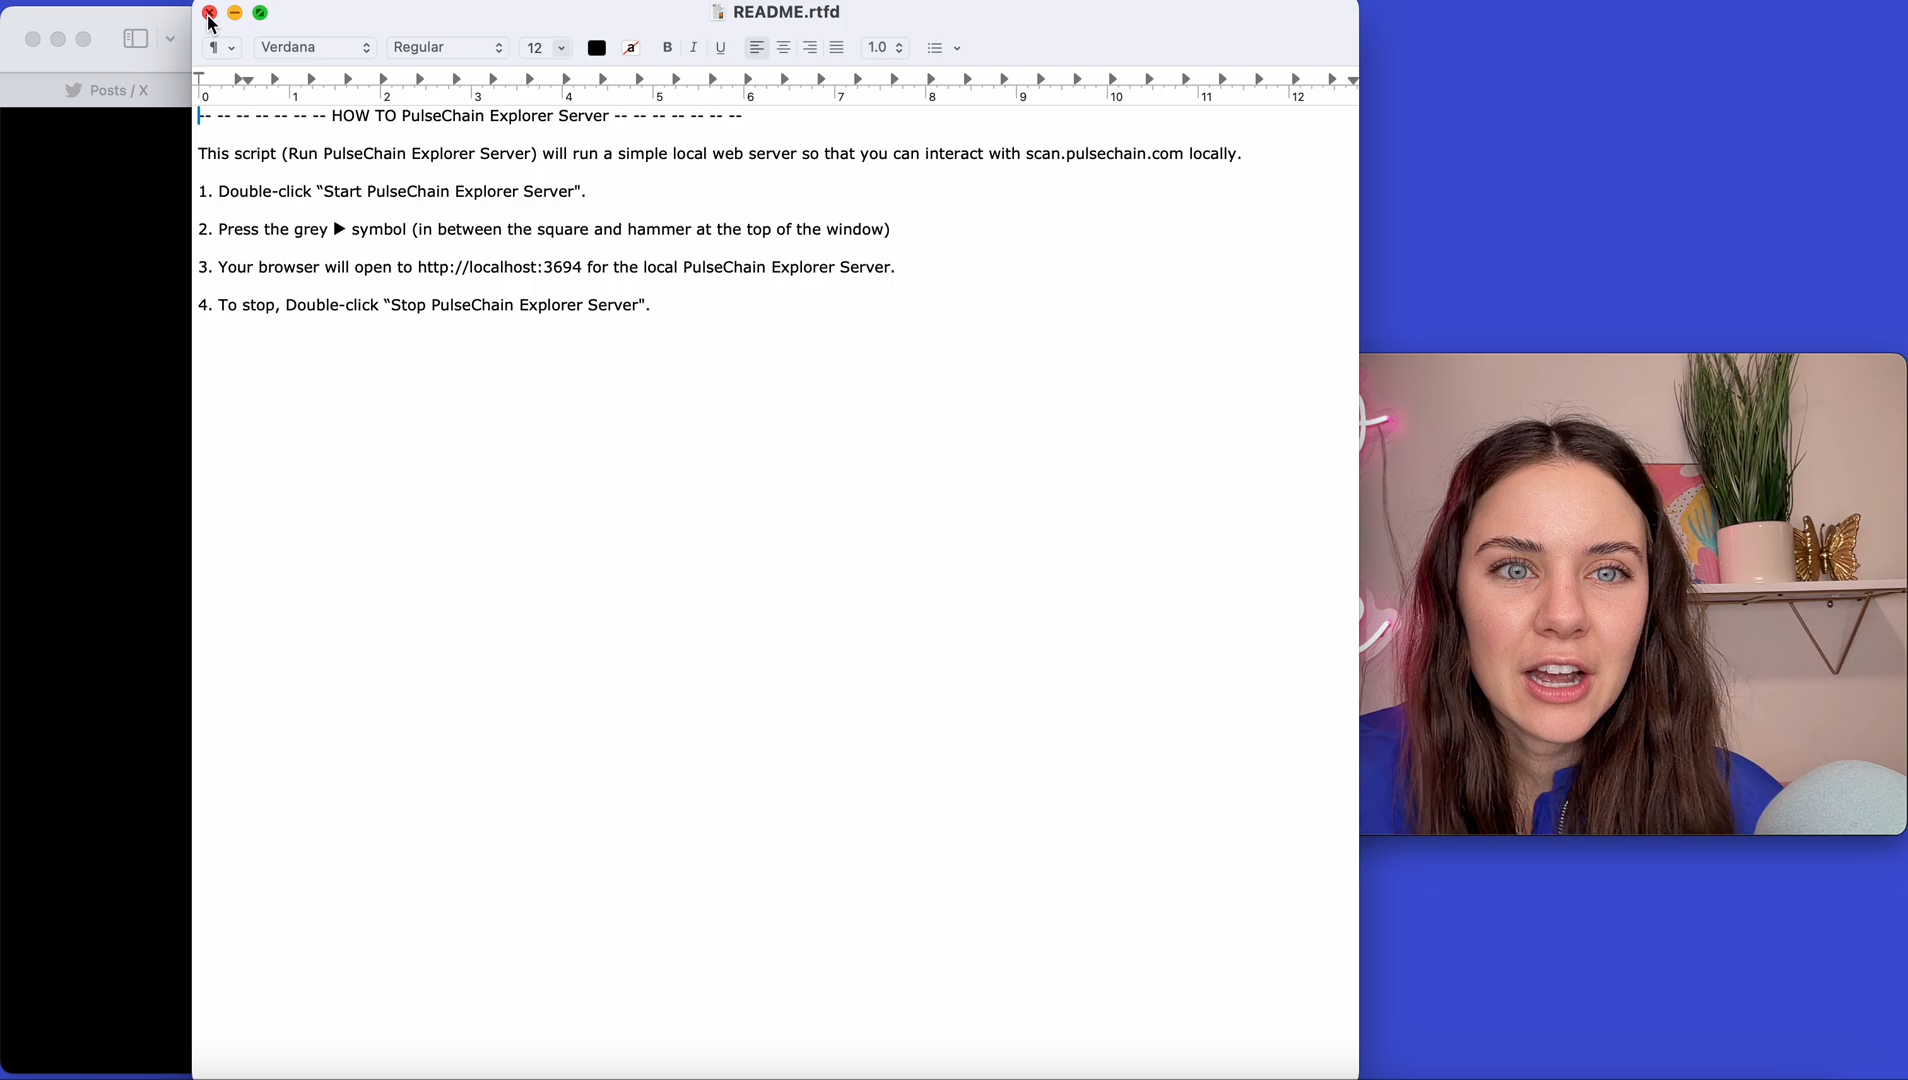 README.rtfd
Verdana Regular 12 a B I U 1.0
Posts / X
0 1 2 3 4 5 6 7 8 9 10 11 12
-- -- -- -- -- -- -- HOW TO PulseChain Explorer Server -- -- -- -- -- -- --
This script (Run PulseChain Explorer Server) will run a simple local web server so that you can interact with scan.pulsechain.com locally.
1. Double-click “Start PulseChain Explorer Server".
2. Press the grey ▶ symbol (in between the square and hammer at the top of the window)
3. Your browser will open to http://localhost:3694 for the local PulseChain Explorer Server.
4. To stop, Double-click “Stop PulseChain Explorer Server".